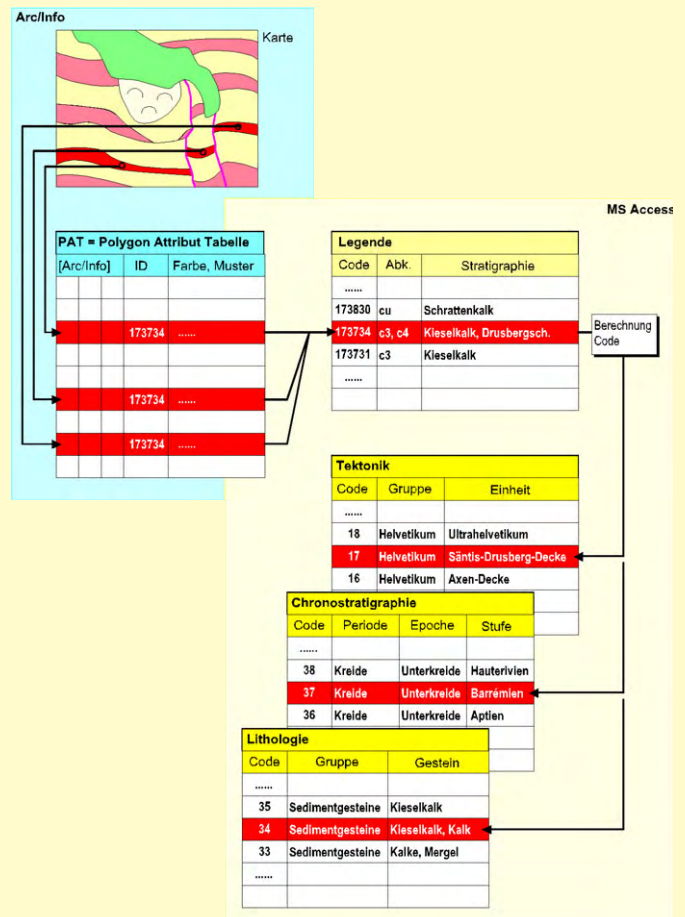 Arc/Info
Karte
MS Access
PAT = Polygon Attribut Tabelle
[Arc/Info] ID Farbe, Muster
173734 ......
173734 ......
173734 ......
Legende
Code Abk. Stratigraphie
......
173830 cu Schrattenkalk
173734 c3, c4 Kieselkalk, Drusbergsch.
173731 c3 Kieselkalk
......
Berechnung
Code
Tektonik
Code Gruppe Einheit
......
18 Helvetikum Ultrahelvetikum
17 Helvetikum Säntis-Drusberg-Decke
16 Helvetikum Axen-Decke
Chronostratigraphie
Code Periode Epoche Stufe
......
38 Kreide Unterkreide Hauterivien
37 Kreide Unterkreide Barrémien
36 Kreide Unterkreide Aptien
Lithologie
Code Gruppe Gestein
......
35 Sedimentgesteine Kieselkalk
34 Sedimentgesteine Kieselkalk, Kalk
33 Sedimentgesteine Kalke, Mergel
......